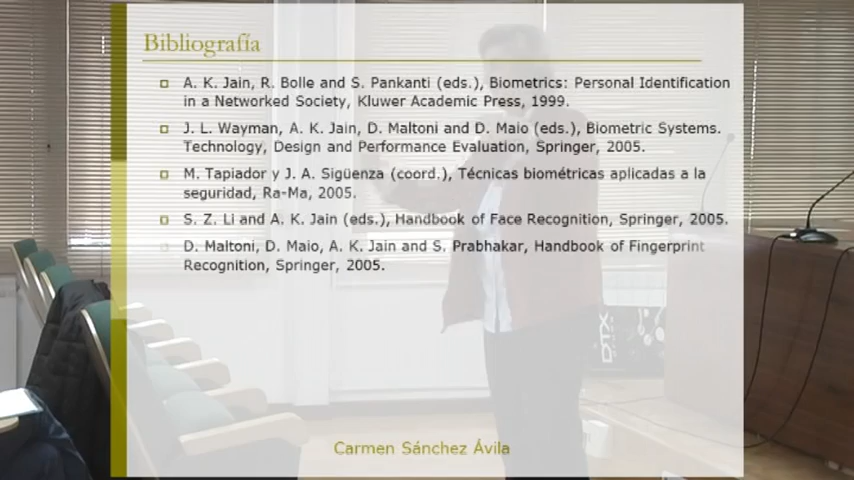 Bibliografía
A. K. Jain, R. Bolle and S. Pankanti (eds.), Biometrics: Personal Identification
in a Networked Society, Kluwer Academic Press, 1999.
J. L. Wayman, A. K. Jain, D. Maltoni and D. Maio (eds.), Biometric Systems.
Technology, Design and Performance Evaluation, Springer, 2005.
M. Tapiador y J. A. Sigüenza (coord.), Técnicas biométricas aplicadas a la
seguridad, Ra-Ma, 2005.
S. Z. Li and A. K. Jain (eds.), Handbook of Face Recognition, Springer, 2005.
D. Maltoni, D. Maio, A. K. Jain and S. Prabhakar, Handbook of Fingerprint
Recognition, Springer, 2005.
DTX
Carmen Sánchez Ávila